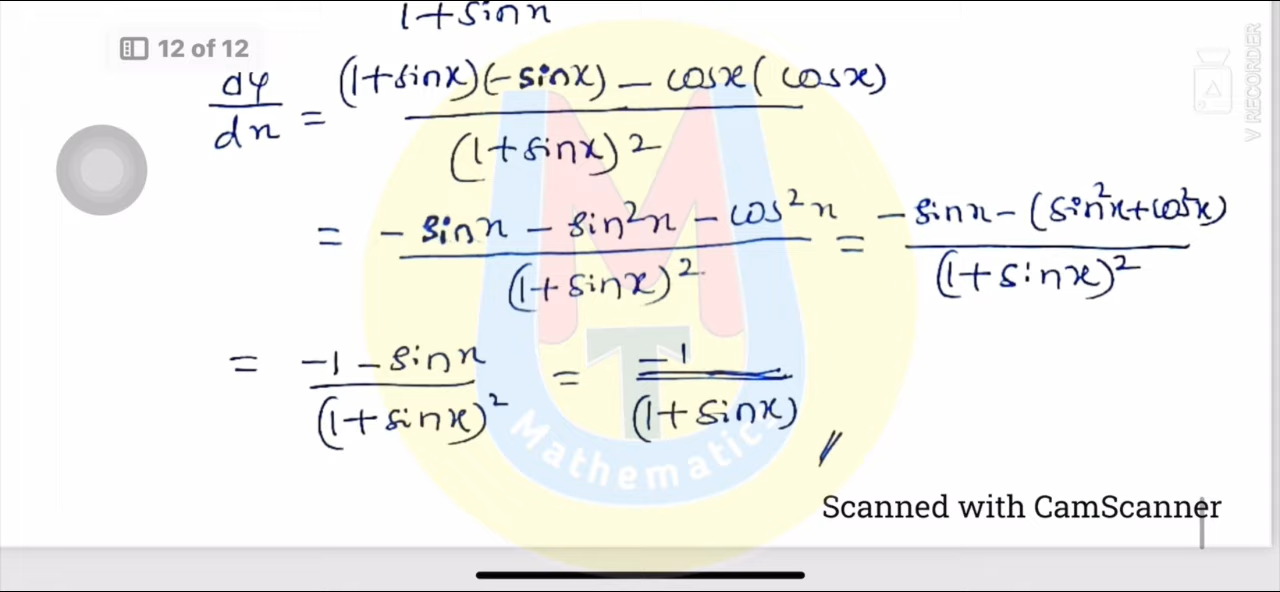 1+sinx
12 of 12
dy/dx = (1+sinx)(-sinx) - cosx(cosx) / (1+sinx)2
= -sinx - sin²x - cos²x / (1+sinx)² = -sinx - (sin²x+cos²x) / (1+sinx)²
= -1 - sinx / (1+sinx)² = -1 / (1+sinx)
Mathematics
Scanned with CamScanner
V RECORDER